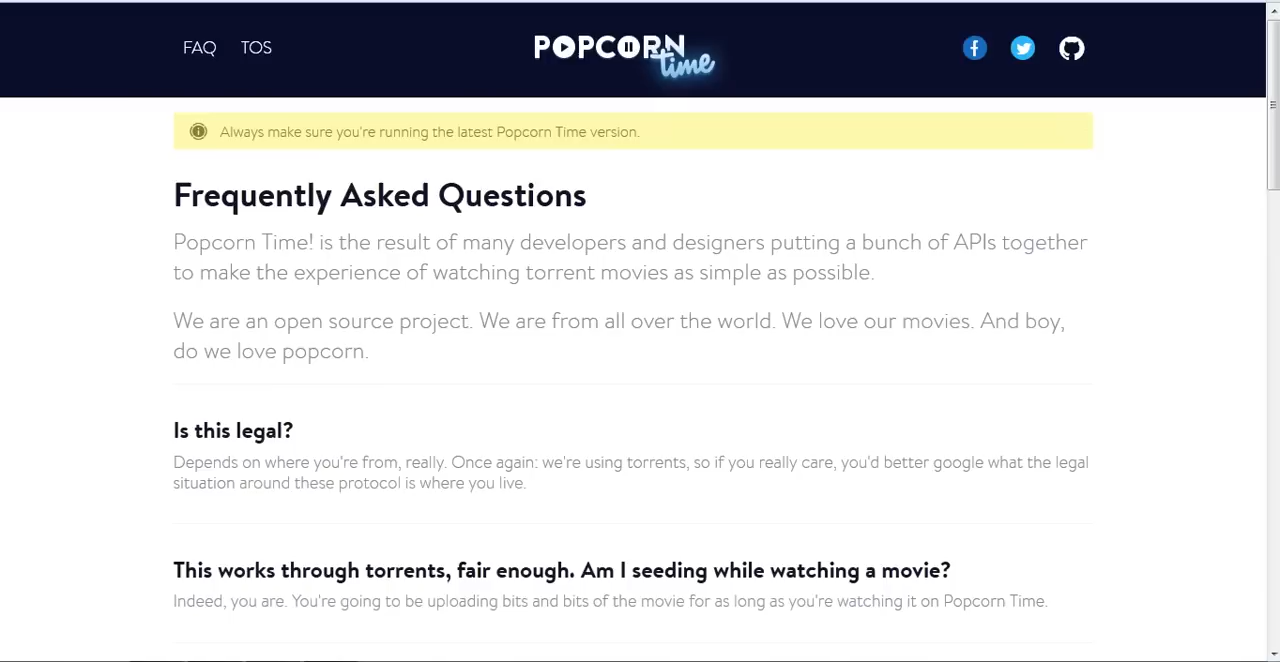 FAQ TOS POPCORN
time
Always make sure you're running the latest Popcorn Time version.
Frequently Asked Questions
Popcorn Time! is the result of many developers and designers putting a bunch of APIs together
to make the experience of watching torrent movies as simple as possible.
We are an open source project. We are from all over the world. We love our movies. And boy,
do we love popcorn.
Is this legal?
Depends on where you're from, really. Once again: we're using torrents, so if you really care, you'd better google what the legal
situation around these protocol is where you live.
This works through torrents, fair enough. Am I seeding while watching a movie?
Indeed, you are. You're going to be uploading bits and bits of the movie for as long as you're watching it on Popcorn Time.